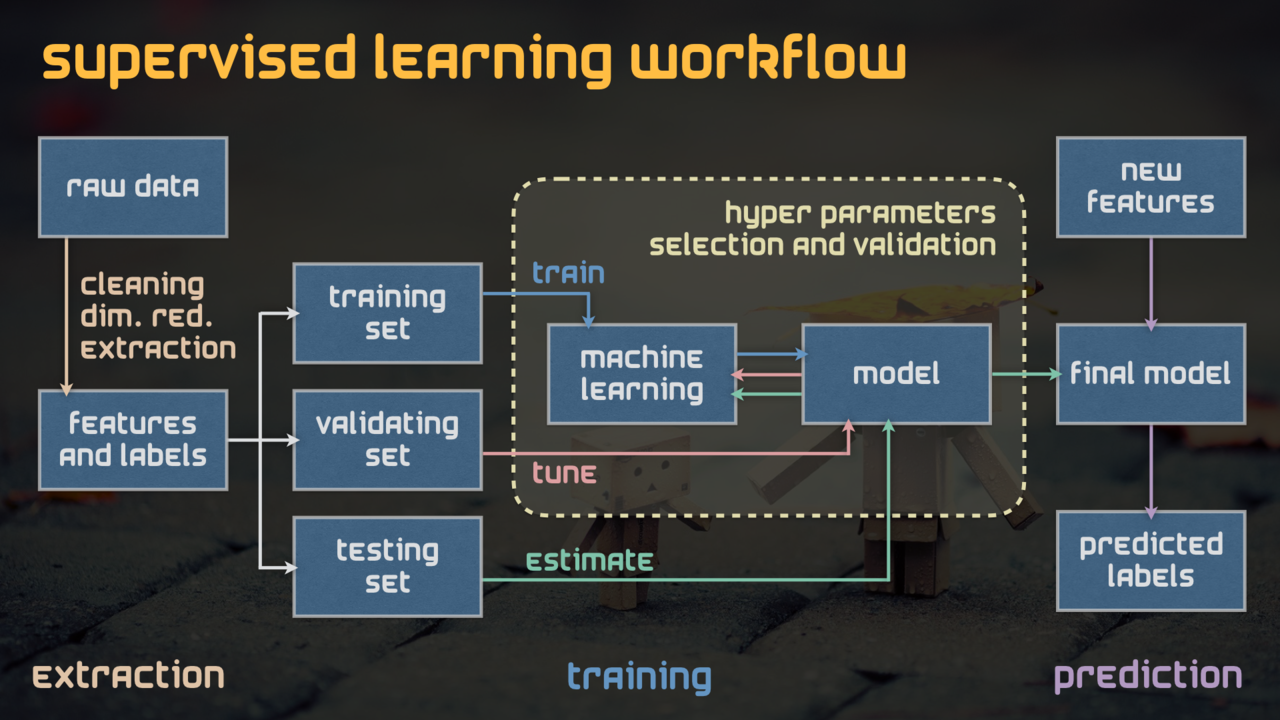 supervised learning workflow
raw data
new
features
hyper parameters
selection and validation
cleaning
dim. red.
extraction
training
set
train
machine
learning
model
final model
features
and labels
validating
set
tune
testing
set
estimate
predicted
labels
extraction
training
prediction